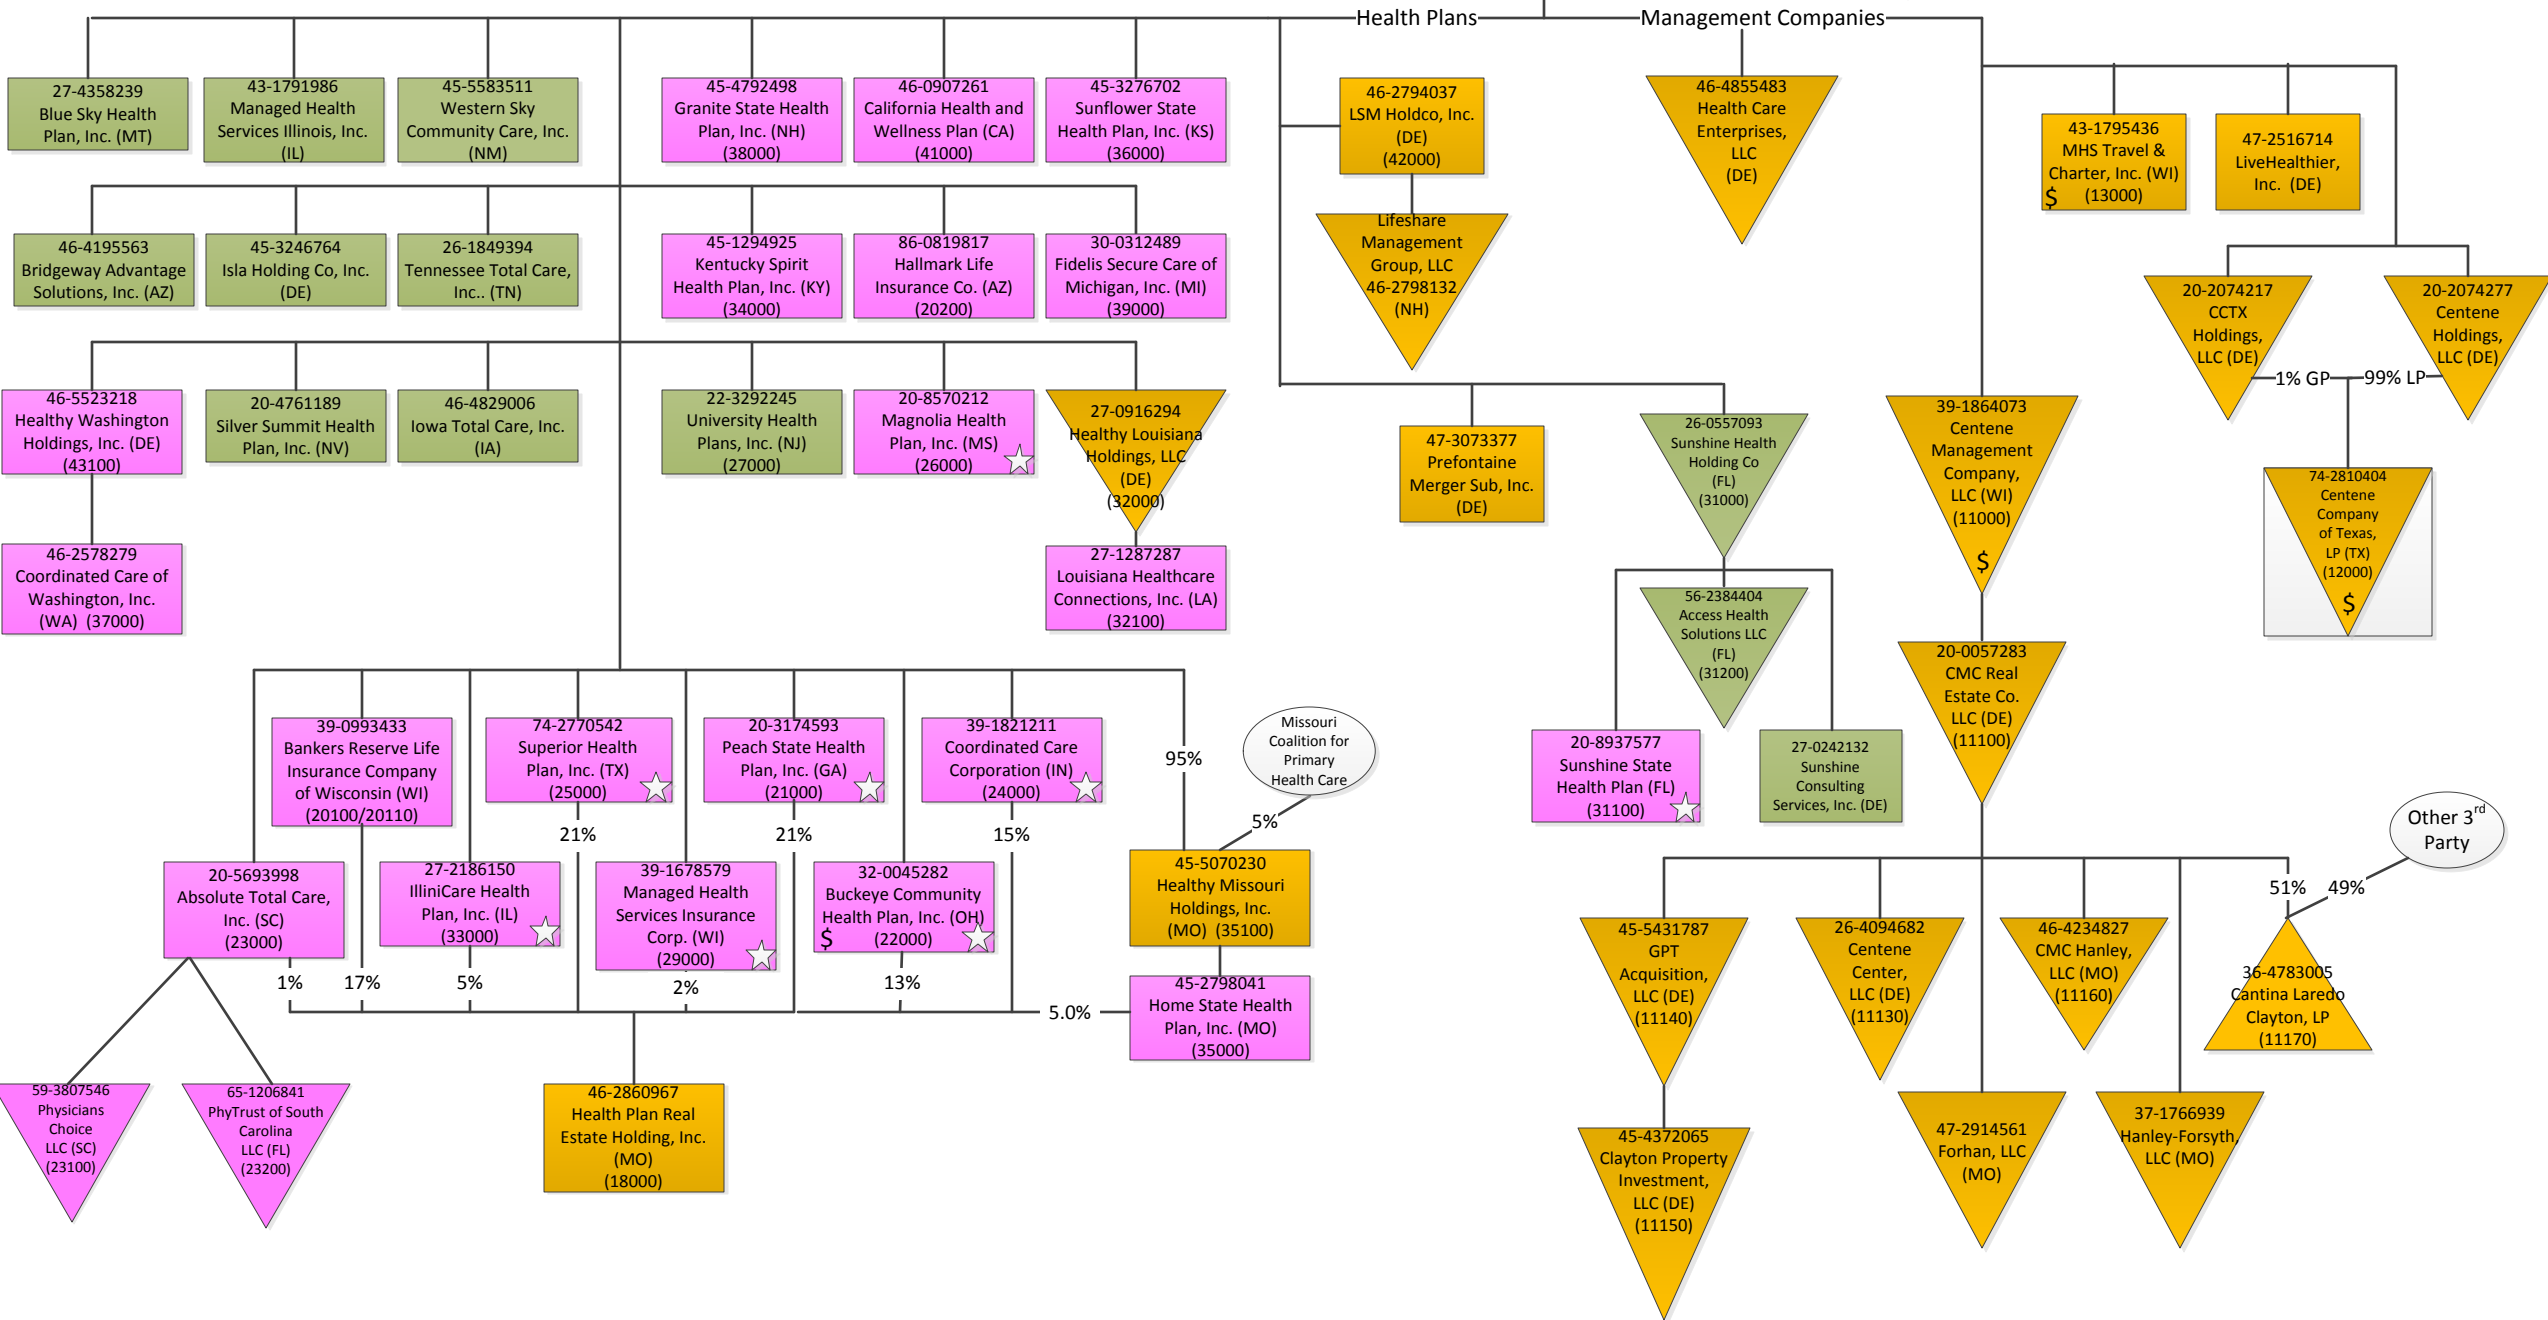 Health Plans
Management Companies
27-4358239
Blue Sky Health
Plan, Inc. (MT)
43-1791986
Managed Health
Services Illinois, Inc.
(IL)
45-5583511
Western Sky
Community Care, Inc.
(NM)
45-4792498
Granite State Health
Plan, Inc. (NH)
(38000)
46-0907261
California Health and
Wellness Plan (CA)
(41000)
45-3276702
Sunflower State
Health Plan, Inc. (KS)
(36000)
46-2794037
LSM Holdco, Inc.
(DE)
(42000)
46-4855483
Health Care
Enterprises,
LLC
(DE)
43-1795436
MHS Travel &
Charter, Inc. (WI)
$ (13000)
47-2516714
LiveHealthier,
Inc. (DE)
46-4195563
Bridgeway Advantage
Solutions, Inc. (AZ)
45-3246764
Isla Holding Co, Inc.
(DE)
26-1849394
Tennessee Total Care,
Inc.. (TN)
45-1294925
Kentucky Spirit
Health Plan, Inc. (KY)
(34000)
86-0819817
Hallmark Life
Insurance Co. (AZ)
(20200)
30-0312489
Fidelis Secure Care of
Michigan, Inc. (MI)
(39000)
Lifeshare
Management
Group, LLC
46-2798132
(NH)
20-2074217
CCTX
Holdings,
LLC (DE)
20-2074277
Centene
Holdings,
LLC (DE)
1% GP
99% LP
46-5523218
Healthy Washington
Holdings, Inc. (DE)
(43100)
20-4761189
Silver Summit Health
Plan, Inc. (NV)
46-4829006
Iowa Total Care, Inc.
(IA)
22-3292245
University Health
Plans, Inc. (NJ)
(27000)
20-8570212
Magnolia Health
Plan, Inc. (MS)
(26000)
27-0916294
Healthy Louisiana
Holdings, LLC
(DE)
(32000)
47-3073377
Prefontaine
Merger Sub, Inc.
(DE)
26-0557093
Sunshine Health
Holding Co
(FL)
(31000)
39-1864073
Centene
Management
Company,
LLC (WI)
(11000)
$
74-2810404
Centene
Company
of Texas,
LP (TX)
(12000)
$
46-2578279
Coordinated Care of
Washington, Inc.
(WA) (37000)
27-1287287
Louisiana Healthcare
Connections, Inc. (LA)
(32100)
56-2384404
Access Health
Solutions LLC
(FL)
(31200)
20-0057283
CMC Real
Estate Co.
LLC (DE)
(11100)
39-0993433
Bankers Reserve Life
Insurance Company
of Wisconsin (WI)
(20100/20110)
74-2770542
Superior Health
Plan, Inc. (TX)
(25000)
20-3174593
Peach State Health
Plan, Inc. (GA)
(21000)
39-1821211
Coordinated Care
Corporation (IN)
(24000)
95%
Missouri
Coalition for
Primary
Health Care
20-8937577
Sunshine State
Health Plan (FL)
(31100)
27-0242132
Sunshine
Consulting
Services, Inc. (DE)
Other 3rd
Party
21%
21%
15%
5%
20-5693998
Absolute Total Care,
Inc. (SC)
(23000)
27-2186150
IlliniCare Health
Plan, Inc. (IL)
(33000)
39-1678579
Managed Health
Services Insurance
Corp. (WI)
(29000)
32-0045282
Buckeye Community
Health Plan, Inc. (OH)
$ (22000)
45-5070230
Healthy Missouri
Holdings, Inc.
(MO) (35100)
51%
49%
45-5431787
GPT
Acquisition,
LLC (DE)
(11140)
26-4094682
Centene
Center,
LLC (DE)
(11130)
46-4234827
CMC Hanley,
LLC (MO)
(11160)
36-4783005
Cantina Laredo
Clayton, LP
(11170)
1%
17%
5%
2%
13%
5.0%
45-2798041
Home State Health
Plan, Inc. (MO)
(35000)
59-3807546
Physicians
Choice
LLC (SC)
(23100)
65-1206841
PhyTrust of South
Carolina
LLC (FL)
(23200)
46-2860967
Health Plan Real
Estate Holding, Inc.
(MO)
(18000)
45-4372065
Clayton Property
Investment,
LLC (DE)
(11150)
47-2914561
Forhan, LLC
(MO)
37-1766939
Hanley-Forsyth,
LLC (MO)